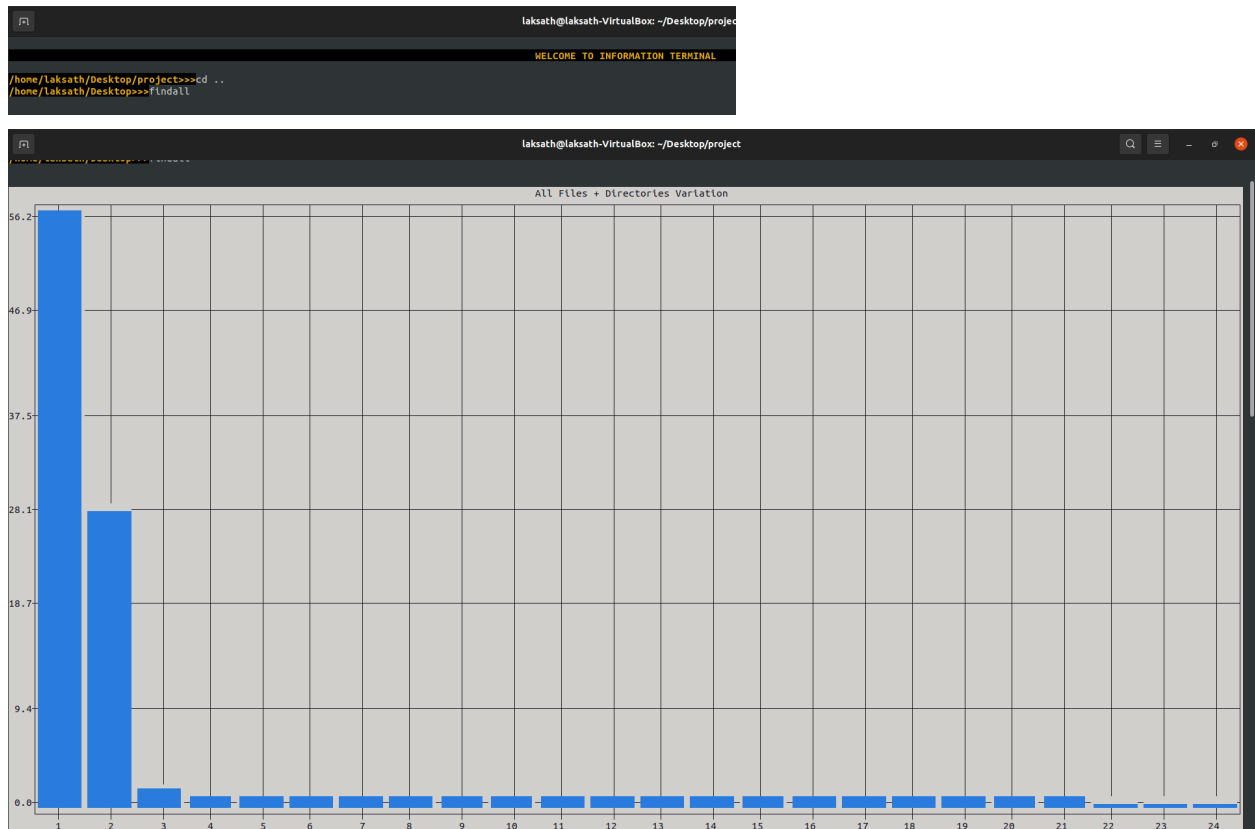 laksath@laksath-VirtualBox: ~/Desktop/projec
WELCOME TO INFORMATION TERMINAL
/home/laksath/Desktop/project>>>cd ..
/home/laksath/Desktop>>>findall
laksath@laksath-VirtualBox: ~/Desktop/project
All Files + Directories Variation
56.2
46.9
37.5
28.1
18.7
9.4
0.0
1 2 3 4 5 6 7 8 9 10 11 12 13 14 15 16 17 18 19 20 21 22 23 24